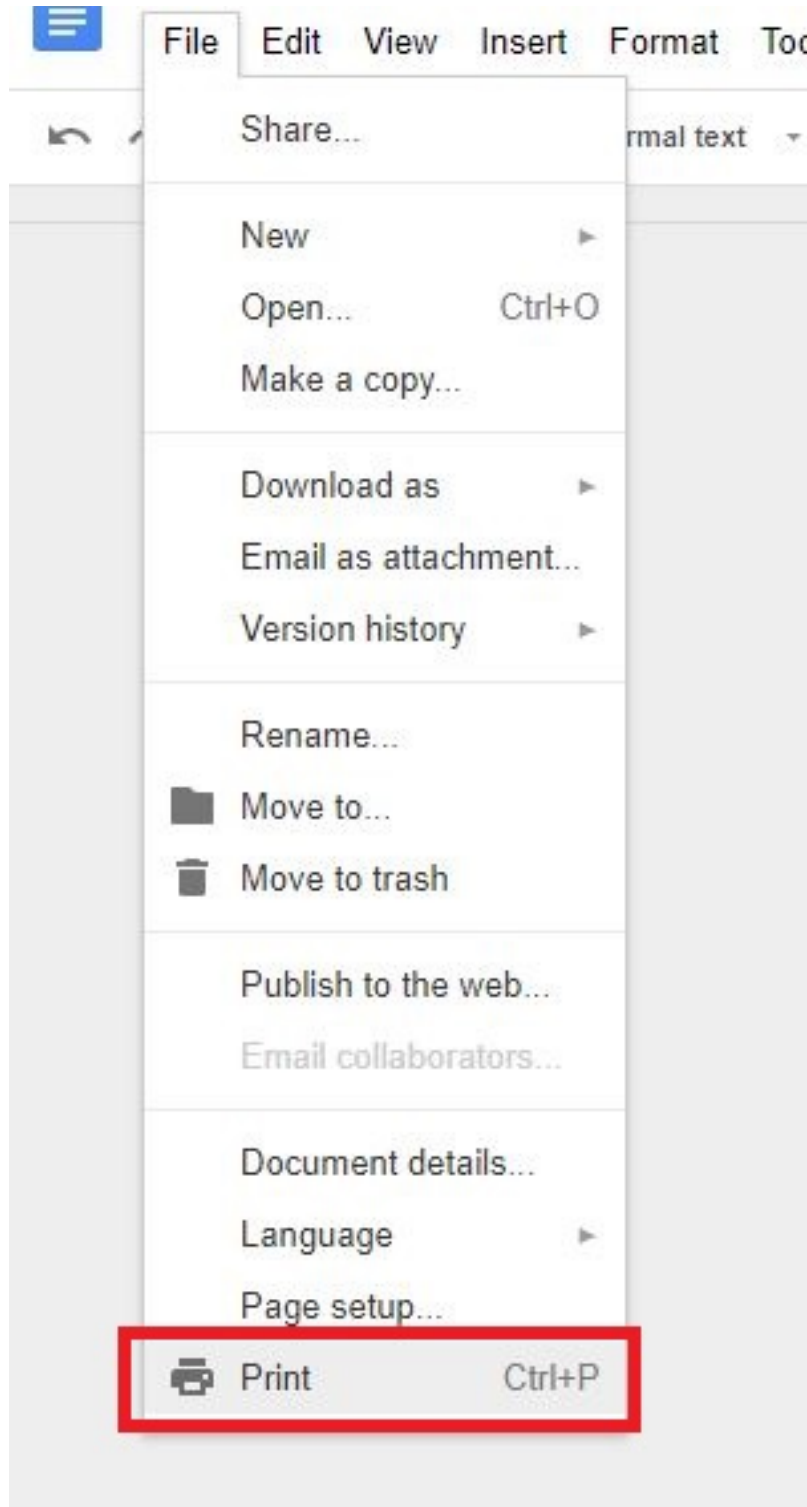 File Edit View Insert Format Too
Share...
rmal text
New
Open... Ctrl+O
Make a copy...
Download as
Email as attachment...
Version history
Rename...
Move to...
Move to trash
Publish to the web...
Email collaborators...
Document details...
Language
Page setup...
Print Ctrl+P